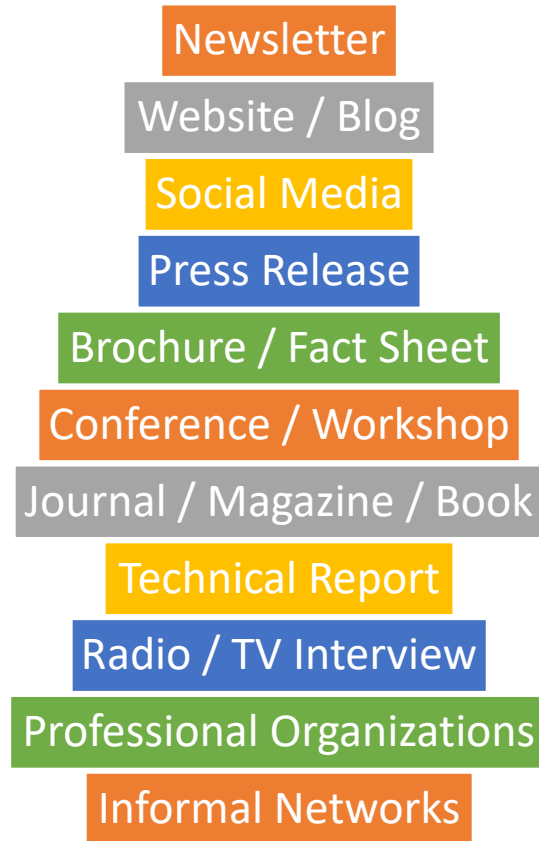 Newsletter
Website / Blog
Social Media
Press Release
Brochure / Fact Sheet
Conference / Workshop
Journal / Magazine / Book
Technical Report
Radio / TV Interview
Professional Organizations
Informal Networks